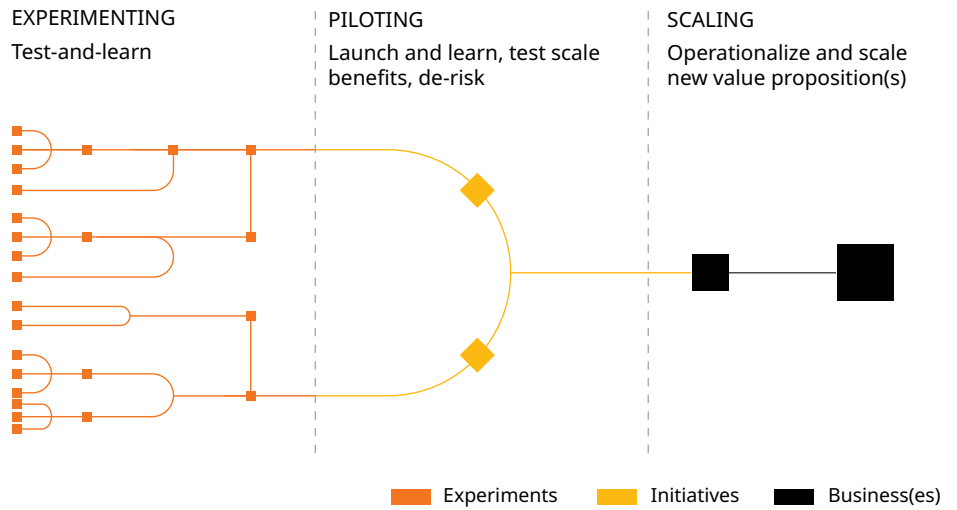 EXPERIMENTING
Test-and-learn
PILOTING
Launch and learn, test scale
benefits, de-risk
SCALING
Operationalize and scale
new value proposition(s)
Experiments
Initiatives
Business(es)